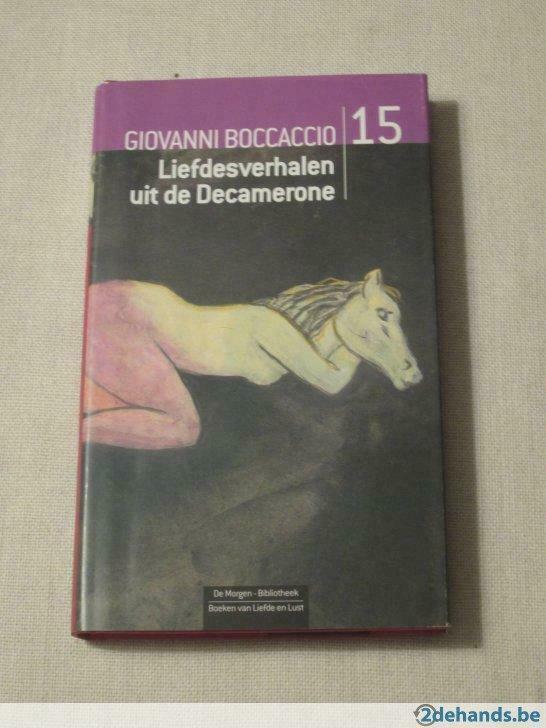 GIOVANNI BOCCACCIO
15
Liefdesverhalen
uit de Decamerone
De Morgen - Bibliotheek
Boeken van Liefde en Lust
2dehands.be